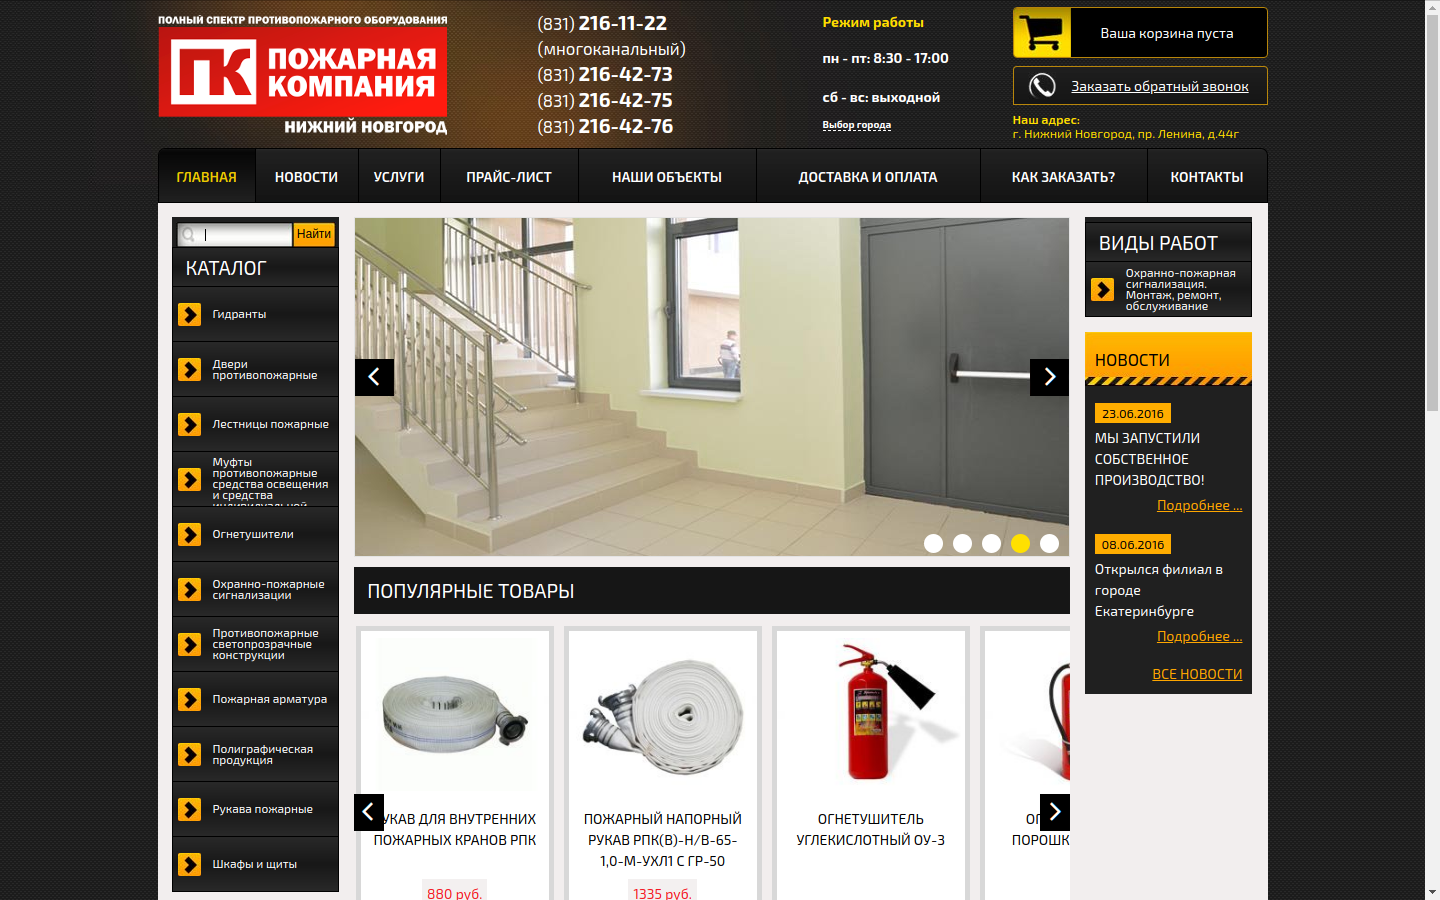 ПОЛНЫЙ СПЕКТР ПРОТИВОПОЖАРНОГО ОБОРУДОВАНИЯ
ПК ПОЖАРНАЯ
КОМПАНИЯ
НИЖНИЙ НОВГОРОД
(831) 216-11-22
(многоканальный)
(831) 216-42-73
(831) 216-42-75
(831) 216-42-76
Режим работы
пн - пт: 8:30 - 17:00
сб - вс: выходной
Выбор города
Ваша корзина пуста
Заказать обратный звонок
Наш адрес:
г. Нижний Новгород, пр. Ленина, д.44г
ГЛАВНАЯ
НОВОСТИ
УСЛУГИ
ПРАЙС-ЛИСТ
НАШИ ОБЪЕКТЫ
ДОСТАВКА И ОПЛАТА
КАК ЗАКАЗАТЬ?
КОНТАКТЫ
Найти
КАТАЛОГ
Гидранты
Двери
противопожарные
Лестницы пожарные
Муфты
противопожарные
средства освещения
и средства
индивидуальной
Огнетушители
Охранно-пожарные
сигнализации
Противопожарные
светопрозрачные
конструкции
Пожарная арматура
Полиграфическая
продукция
Рукава пожарные
Шкафы и щиты
ПОПУЛЯРНЫЕ ТОВАРЫ
УКАВ ДЛЯ ВНУТРЕННИХ
ПОЖАРНЫХ КРАНОВ РПК
880 руб.
ПОЖАРНЫЙ НАПОРНЫЙ
РУКАВ РПК(В)-Н/В-65-
1,0-М-УХЛ1 С ГР-50
1335 руб.
ОГНЕТУШИТЕЛЬ
УГЛЕКИСЛОТНЫЙ ОУ-3
ОГ
ПОРОШК
ВИДЫ РАБОТ
Охранно-пожарная
сигнализация.
Монтаж, ремонт,
обслуживание
НОВОСТИ
23.06.2016
МЫ ЗАПУСТИЛИ
СОБСТВЕННОЕ
ПРОИЗВОДСТВО!
Подробнее ...
08.06.2016
Открылся филиал в
городе
Екатеринбурге
Подробнее ...
ВСЕ НОВОСТИ